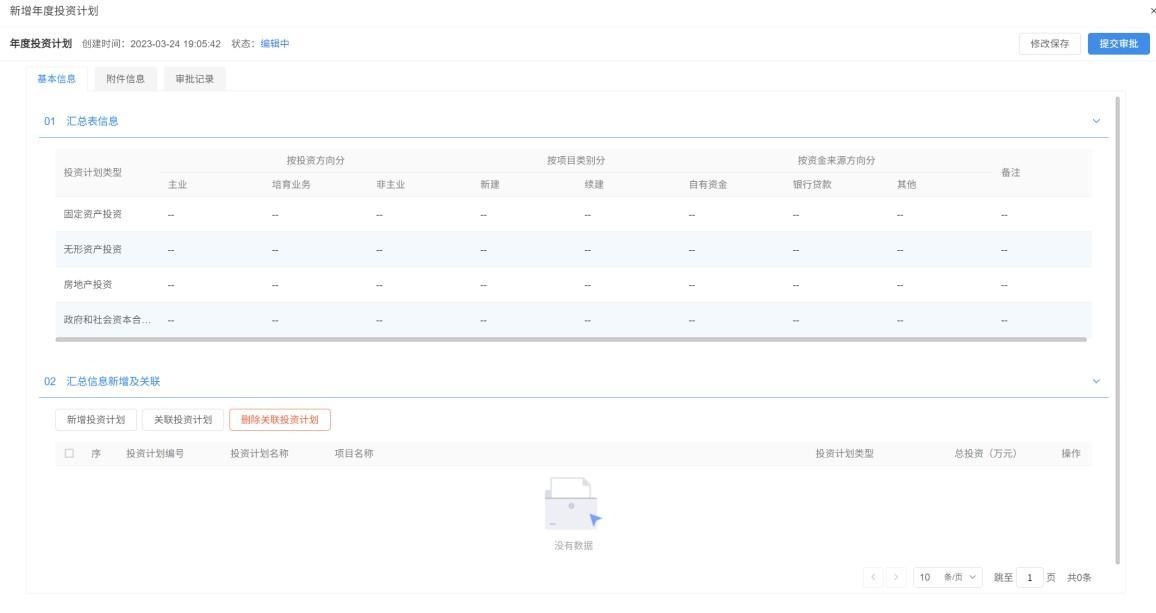 新增年度投资计划 ×
年度投资计划 创建时间：2023-03-24 19:05:42 状态：编辑中 修改保存 提交审批
基本信息 附件信息 审批记录
01 汇总表信息
投资计划类型 按投资方向分 按项目类别分 按资金来源方向分 备注
主业 培育业务 非主业 新建 续建 自有资金 银行贷款 其他
固定资产投资 -- -- -- -- -- -- -- -- --
无形资产投资 -- -- -- -- -- -- -- -- --
房地产投资 -- -- -- -- -- -- -- -- --
政府和社会资本合... -- -- -- -- -- -- -- -- --
02 汇总信息新增及关联
新增投资计划 关联投资计划 删除关联投资计划
序 投资计划编号 投资计划名称 项目名称 投资计划类型 总投资（万元） 操作
没有数据
10 条/页 跳至 1 页 共0条